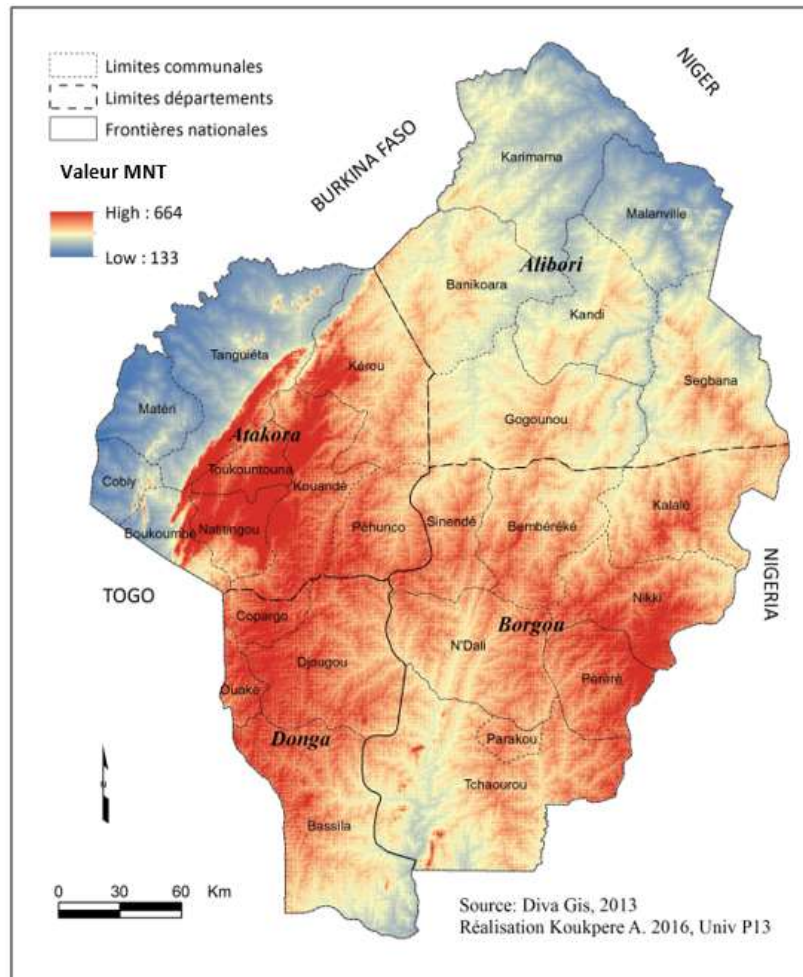 Limites communales
Limites départements
Frontières nationales
Valeur MNT
High : 664
Low : 133
NIGER
BURKINA FASO
Karimama
Malanville
Alibori
Banikoara
Kandi
Tanguiéta
Kérou
Segbana
Matéri
Gogounou
Atakora
Toukountouna
Cobly
Kouandé
Kalalé
Boukoumbé
Natitingou
Péhunco
Sinendé
Bembéréké
TOGO
NIGERIA
Nikki
Copargo
Borgou
N'Dali
Djougou
Pèrèrè
Ouaké
Donga
Parakou
Tchaourou
N
Bassila
0 30 60 Km
Source: Diva Gis, 2013
Réalisation Koukpere A. 2016, Univ P13